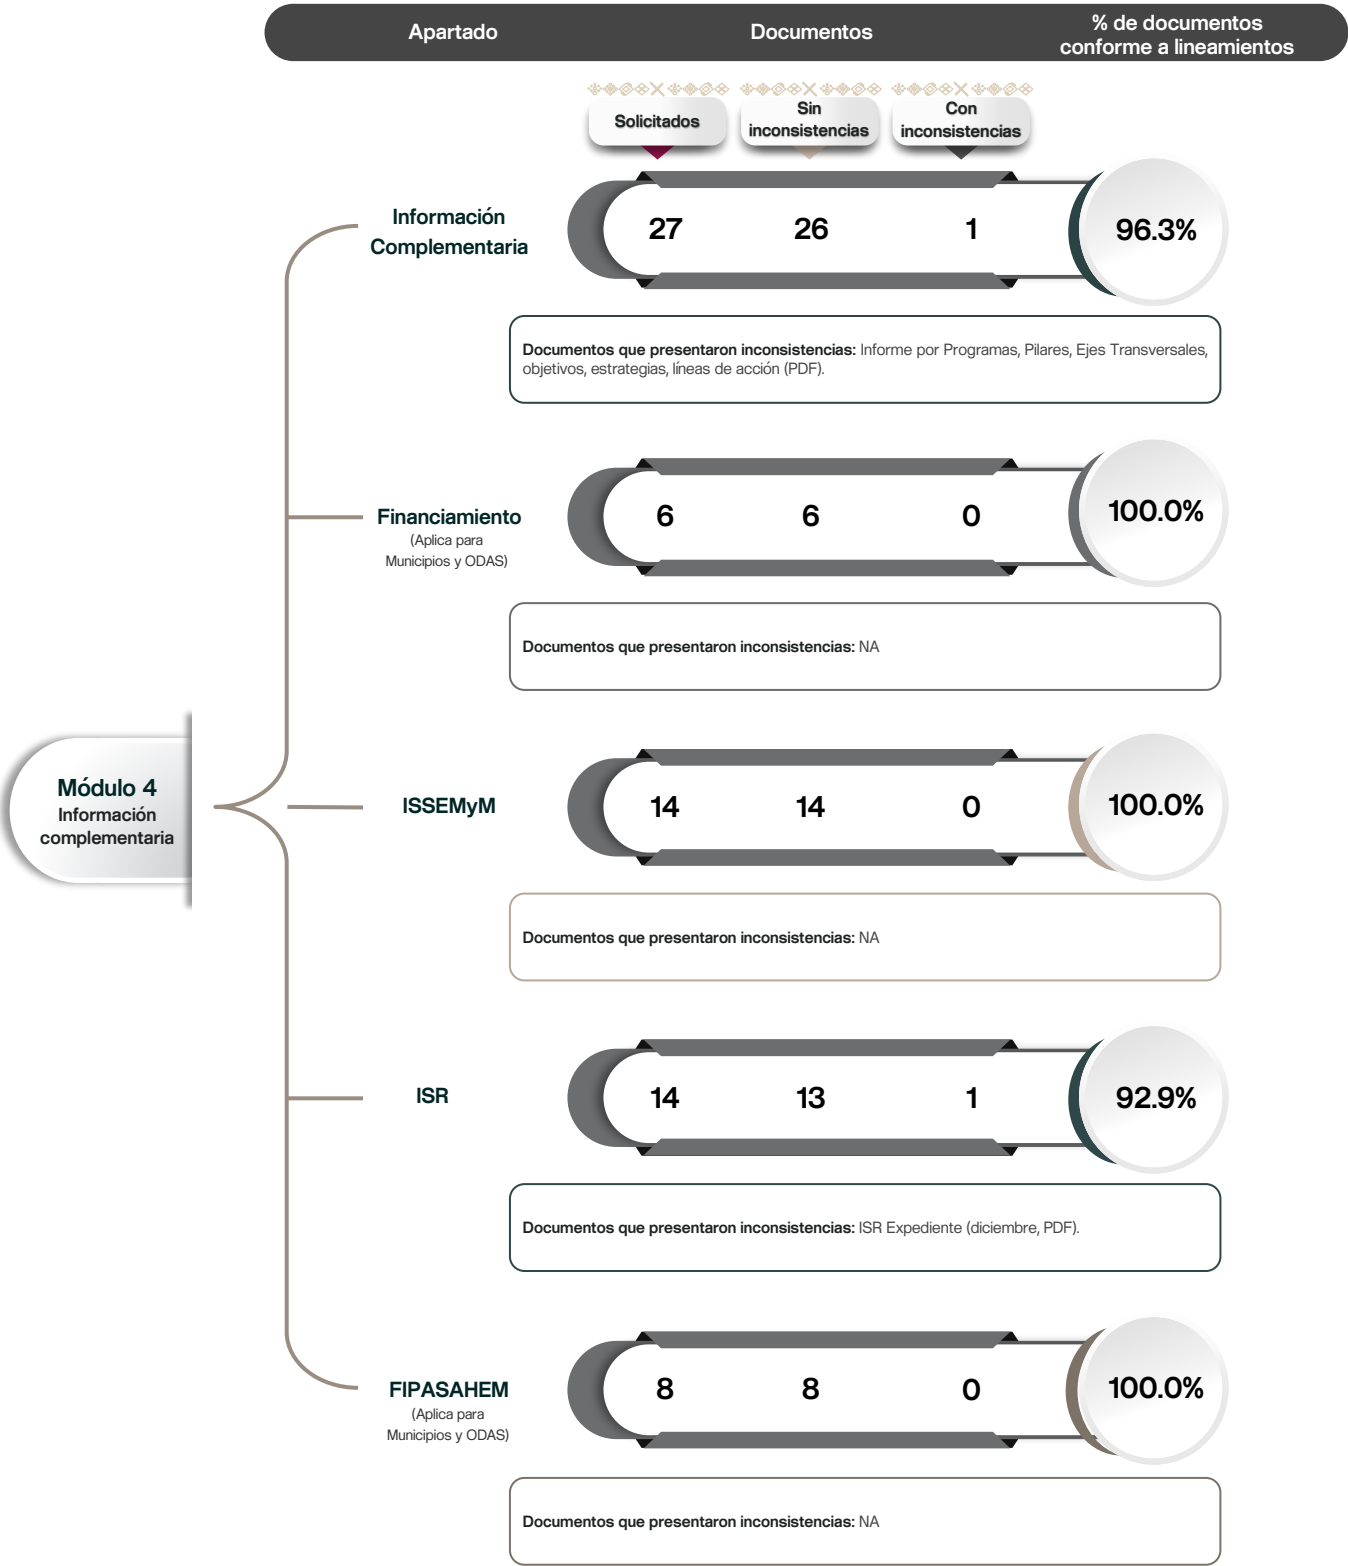 Apartado
Documentos
% de documentos
conforme a lineamientos
Solicitados
Sin
inconsistencias
Con
inconsistencias
Información
Complementaria
27 26 1 96.3%
Documentos que presentaron inconsistencias: Informe por Programas, Pilares, Ejes Transversales,
objetivos, estrategias, líneas de acción (PDF).
Financiamiento
(Aplica para
Municipios y ODAS)
6 6 0 100.0%
Documentos que presentaron inconsistencias: NA
Módulo 4
Información
complementaria
ISSEMyM
14 14 0 100.0%
Documentos que presentaron inconsistencias: NA
ISR
14 13 1 92.9%
Documentos que presentaron inconsistencias: ISR Expediente (diciembre, PDF).
FIPASAHEM
(Aplica para
Municipios y ODAS)
8 8 0 100.0%
Documentos que presentaron inconsistencias: NA